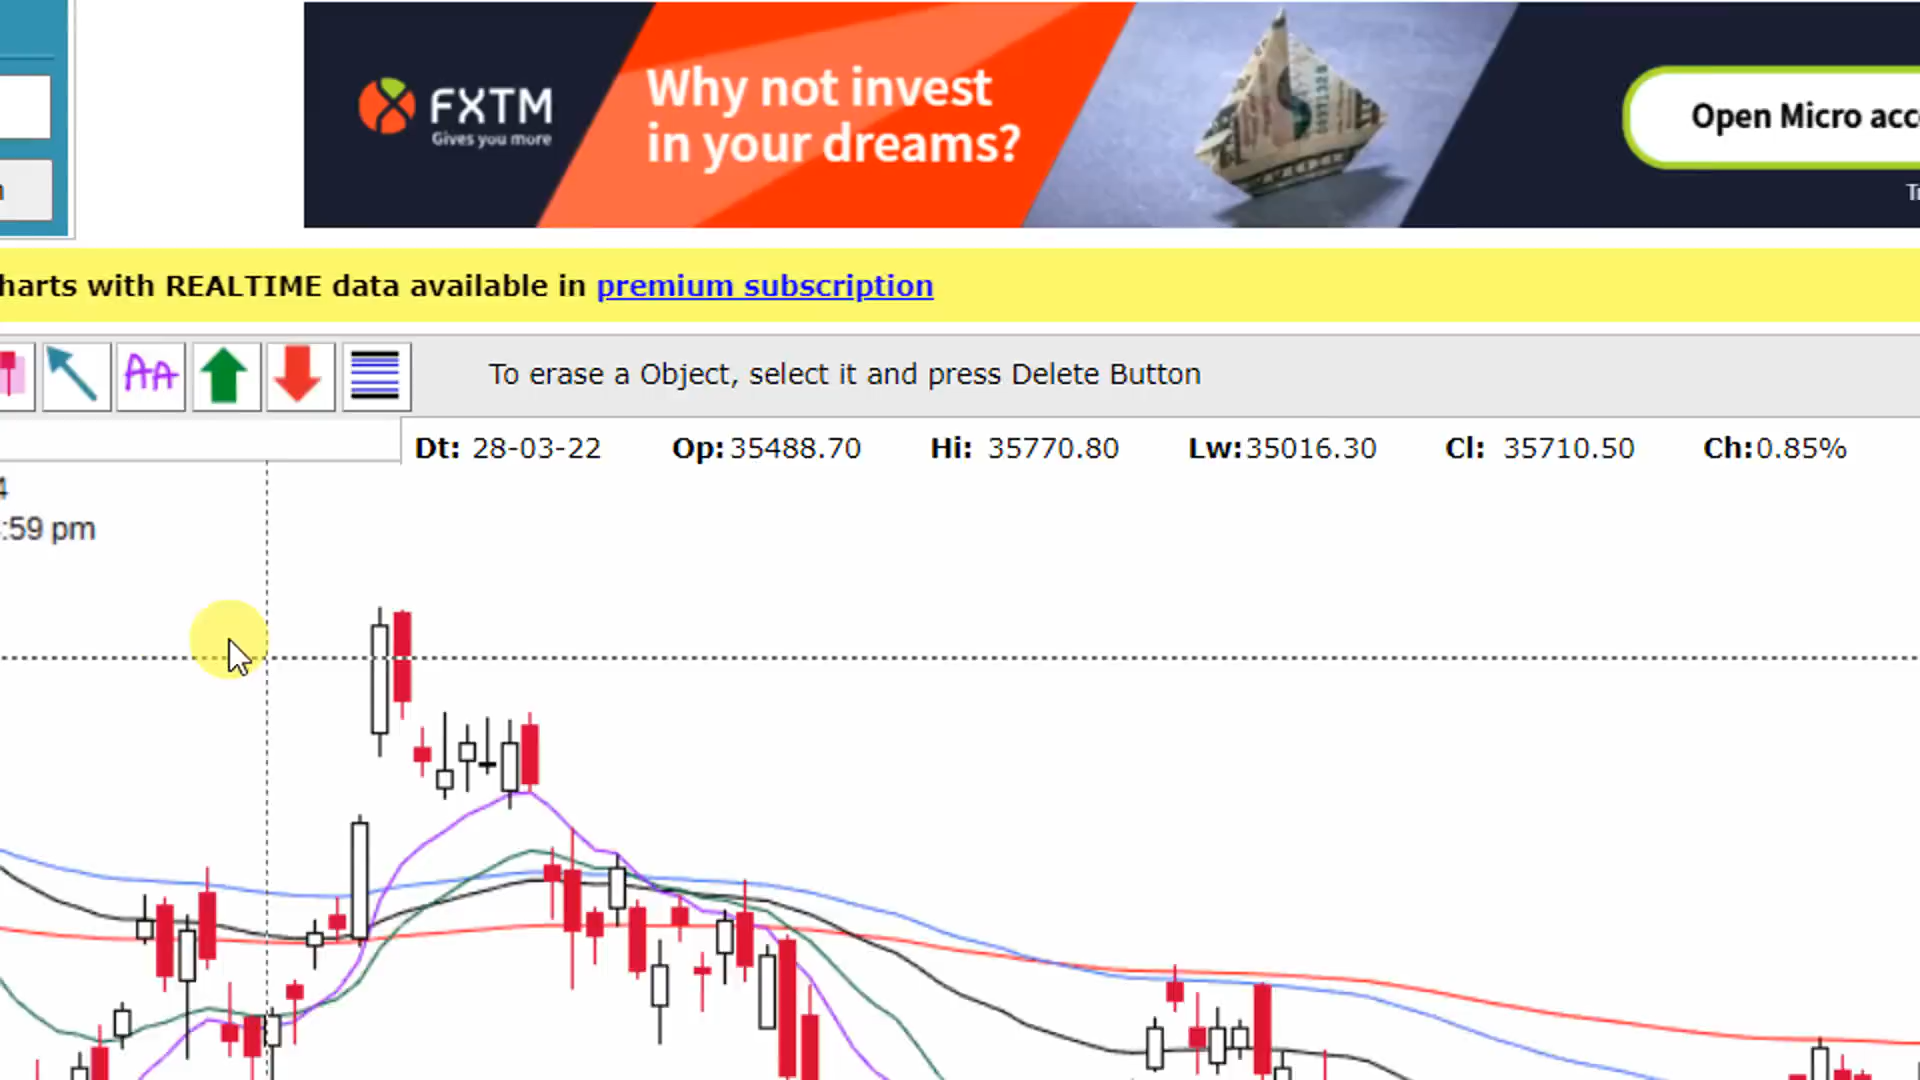 FXTM
Gives you more
Why not invest
in your dreams?
Open Micro acc
harts with REALTIME data available in premium subscription
AA
To erase a Object, select it and press Delete Button
Dt: 28-03-22 Op:35488.70 Hi: 35770.80 Lw:35016.30 Cl: 35710.50 Ch:0.85%
4
:59 pm